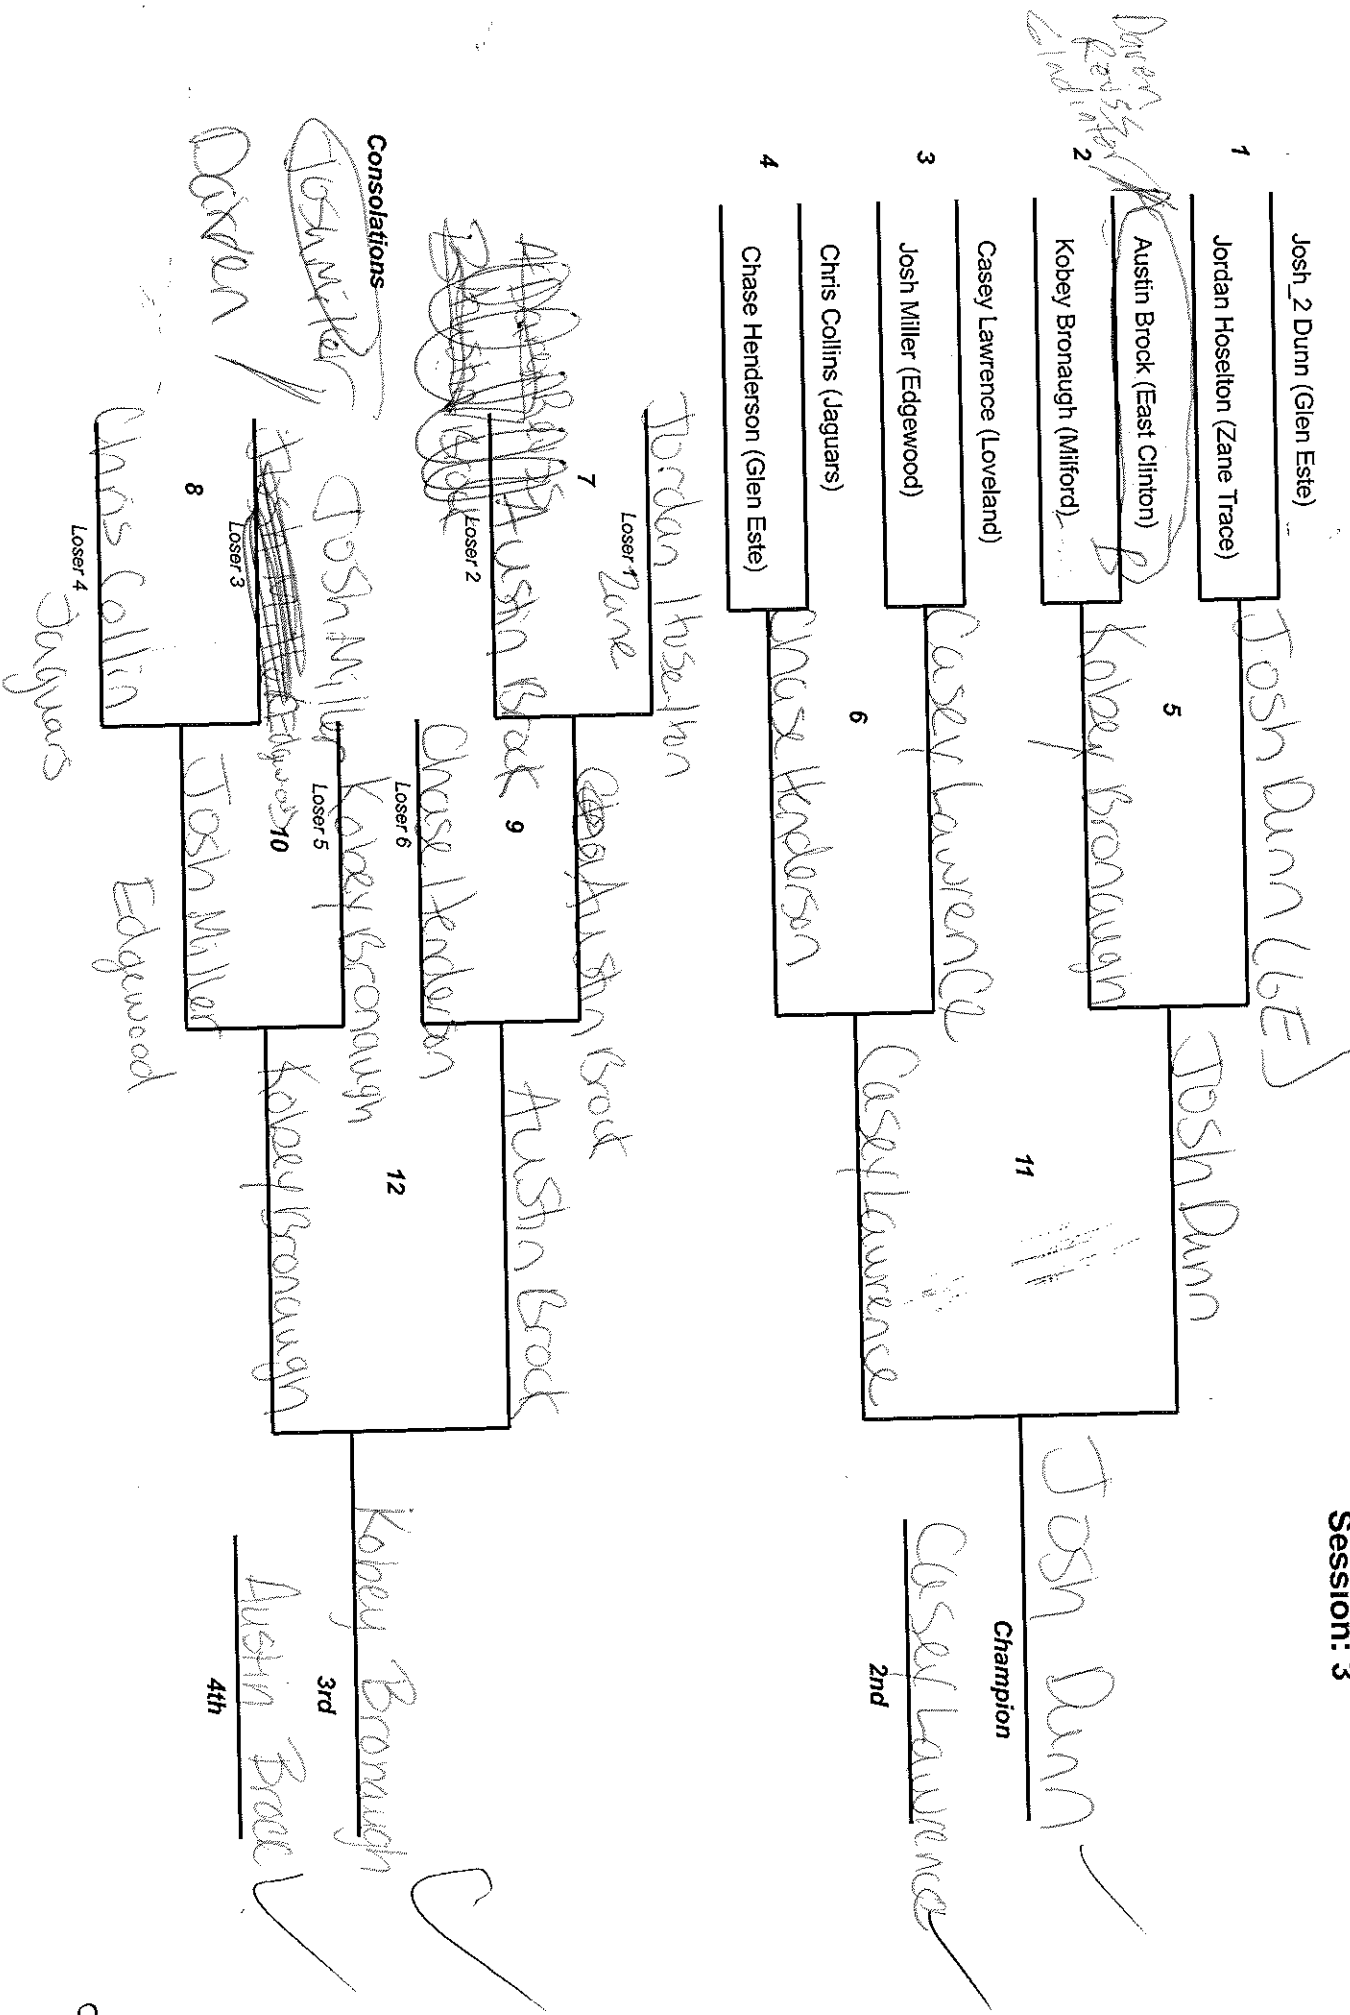 Session: 3
Josh_2 Dunn (Glen Este)
1
Jordan Hoselton (Zane Trace)
Josh Dunn (GE)
Austin Brock (East Clinton)
B
2
Kobey Bronaugh (Milford)
Kobey Bronaugh
5
Josh Dunn
Casey Lawrence (Loveland)
3
Josh Miller (Edgewood)
Casey Lawrence
6
Chris Collins (Jaguars)
4
Chase Henderson (Glen Este)
Chase Henderson
Casey Lawrence
11
Josh Dunn
Champion
Casey Lawrence
2nd
Jordan Hoselton
Loser 1
Zane
7
Austin Brock
Loser 2
Austin Brock
9
Chase Henderson
Loser 6
Austin Brock
12
Consolations
Josh Miller
Daren
Josh Miller
Edgewood
Loser 3
8
Chris Collin
Loser 4
Jaguars
Kobey Bronaugh
Loser 5
10
Josh Miller
Edgewood
Kobey Bronaugh
Kobey Bronaugh
3rd
Austin Brock
4th